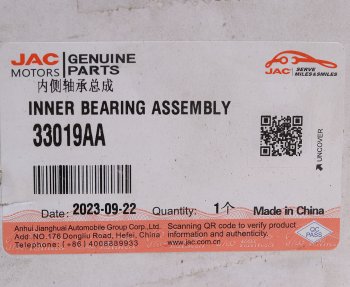 JAC MOTORS GENUINE PARTS
JAC SERVE MILES&SMILES
内侧轴承总成
INNER BEARING ASSEMBLY
33019AA
UNCOVER
Date: 2023-09-22 Quantity: 1个 Made in China
Anhui Jianghuai Automobile Group Corp., Ltd.
Add: NO.176 Dongliu Road, Hefei, China
Telephone: (+86) 4008889933
Scanning QR code to verify product
information and authenticity.
www.jac.com.cn
QC
PASS